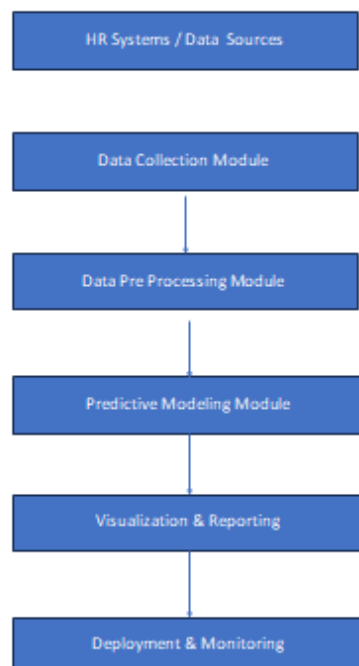 HR Systems / Data Sources
Data Collection Module
Data Pre Processing Module
Predictive Modeling Module
Visualization & Reporting
Deployment & Monitoring